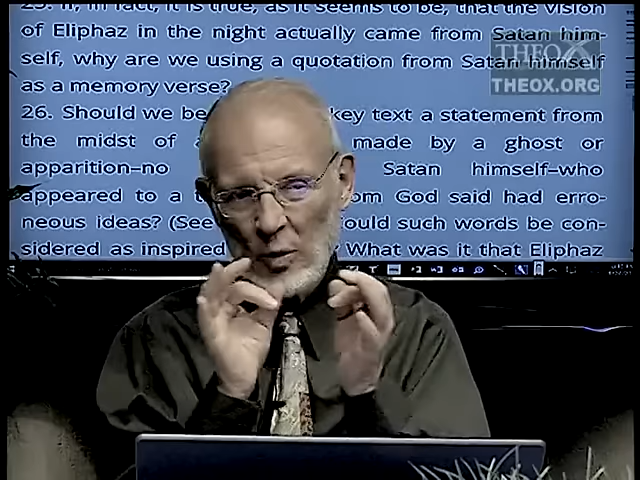 25. If, in fact, it is true, as it seems to be, that the vision
of Eliphaz in the night actually came from Satan him-
self, why are we using a quotation from Satan himself
as a memory verse?
26. Should we be key text a statement from
the midst of a made by a ghost or
apparition–no Satan himself–who
appeared to a om God said had erro-
neous ideas? (See ould such words be con-
sidered as inspired ? What was it that Eliphaz
THEOX
THEOX.ORG